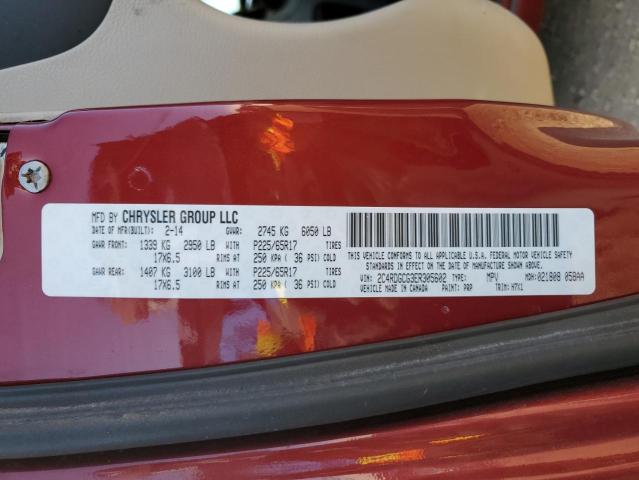 MFD BY CHRYSLER GROUP LLC
DATE OF MFR(BUILT): 2-14 GVWR: 2745 KG 6050 LB
GAWR FRONT: 1339 KG 2950 LB WITH P225/65R17 TIRES
17X6.5 RIMS AT 250 KPA ( 36 PSI) COLD
GAWR REAR: 1407 KG 3100 LB WITH P225/65R17 TIRES
17X6.5 RIMS AT 250 KPA ( 36 PSI) COLD
THIS VEHICLE CONFORMS TO ALL APPLICABLE U.S.A. FEDERAL MOTOR VEHICLE SAFETY
STANDARDS IN EFFECT ON THE DATE OF MANUFACTURE SHOWN ABOVE.
VIN: 2C4RDGCG3ER305602 TYPE: MPV MDH: 021808 058AA
VEHICLE MADE IN CANADA PAINT: PRP TRIM: H7X1